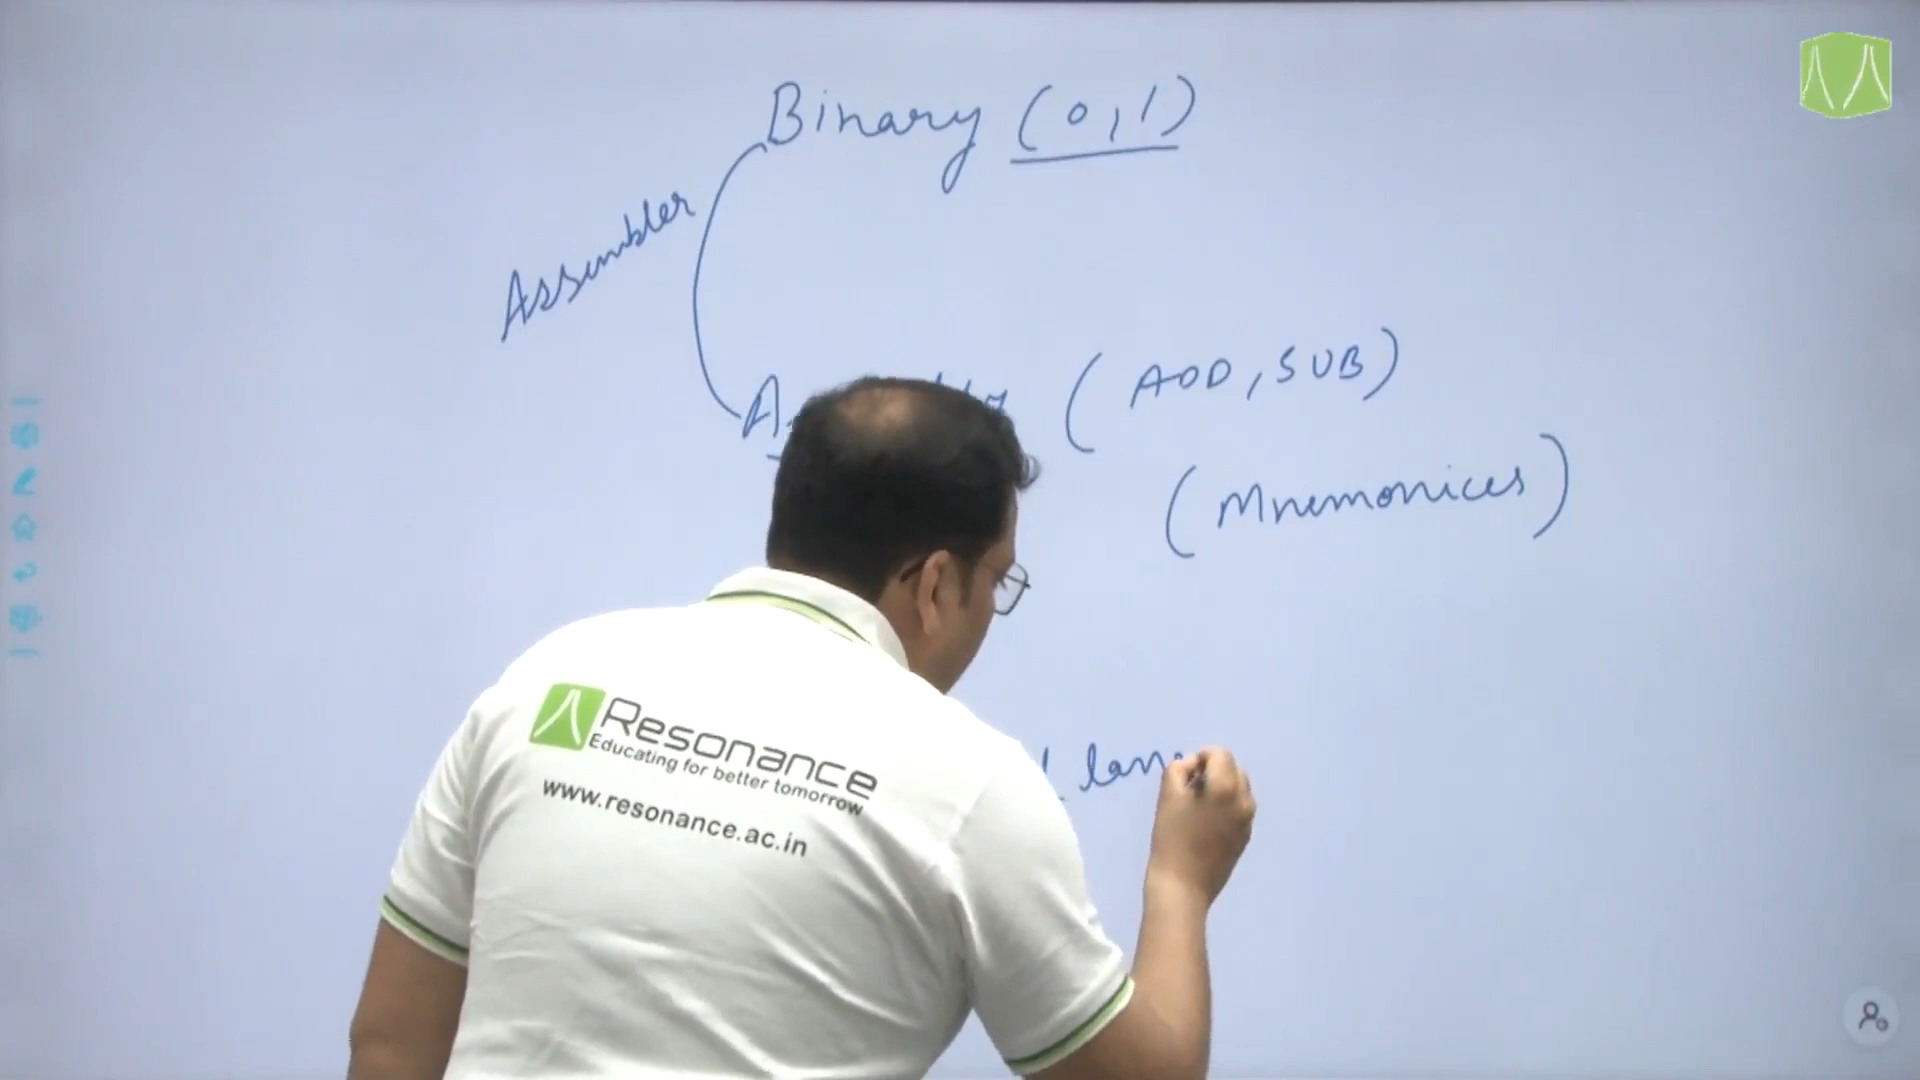 Binary (0,1)
Assembler
(ADD, SUB)
(Mnemonices)
Resonance
Educating for better tomorrow
www.resonance.ac.in